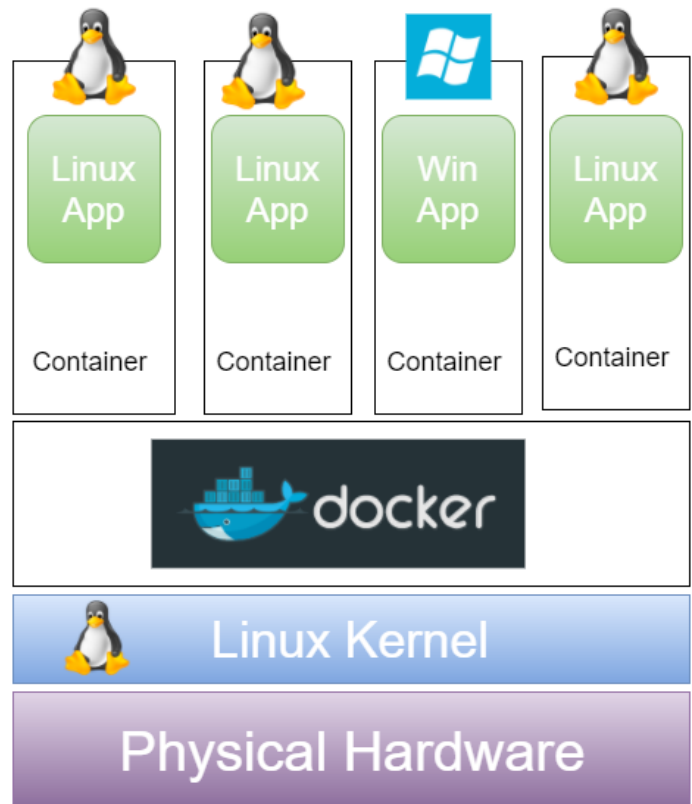 Linux
App
Container
Linux
App
Container
Win
App
Container
Linux
App
Container
docker
Linux Kernel
Physical Hardware